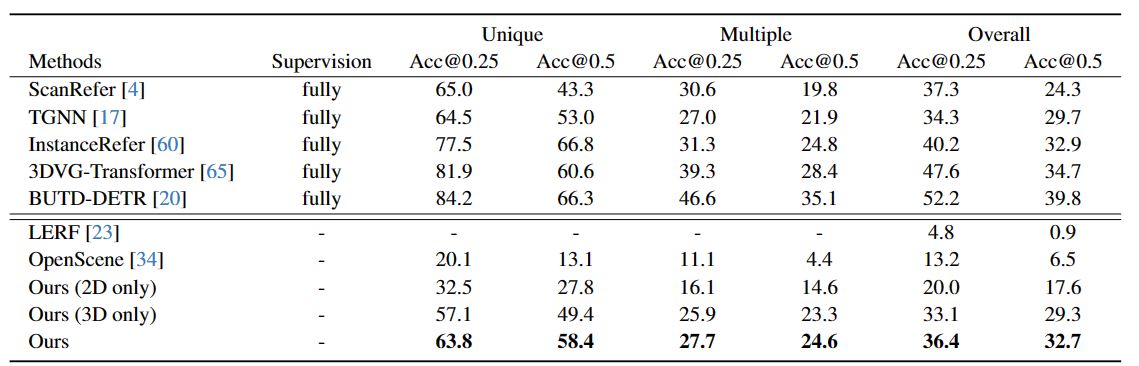 Unique Multiple Overall
Methods Supervision Acc@0.25 Acc@0.5 Acc@0.25 Acc@0.5 Acc@0.25 Acc@0.5
ScanRefer [4] fully 65.0 43.3 30.6 19.8 37.3 24.3
TGNN [17] fully 64.5 53.0 27.0 21.9 34.3 29.7
InstanceRefer [60] fully 77.5 66.8 31.3 24.8 40.2 32.9
3DVG-Transformer [65] fully 81.9 60.6 39.3 28.4 47.6 34.7
BUTD-DETR [20] fully 84.2 66.3 46.6 35.1 52.2 39.8
LERF [23] - - - - - 4.8 0.9
OpenScene [34] - 20.1 13.1 11.1 4.4 13.2 6.5
Ours (2D only) - 32.5 27.8 16.1 14.6 20.0 17.6
Ours (3D only) - 57.1 49.4 25.9 23.3 33.1 29.3
Ours - 63.8 58.4 27.7 24.6 36.4 32.7